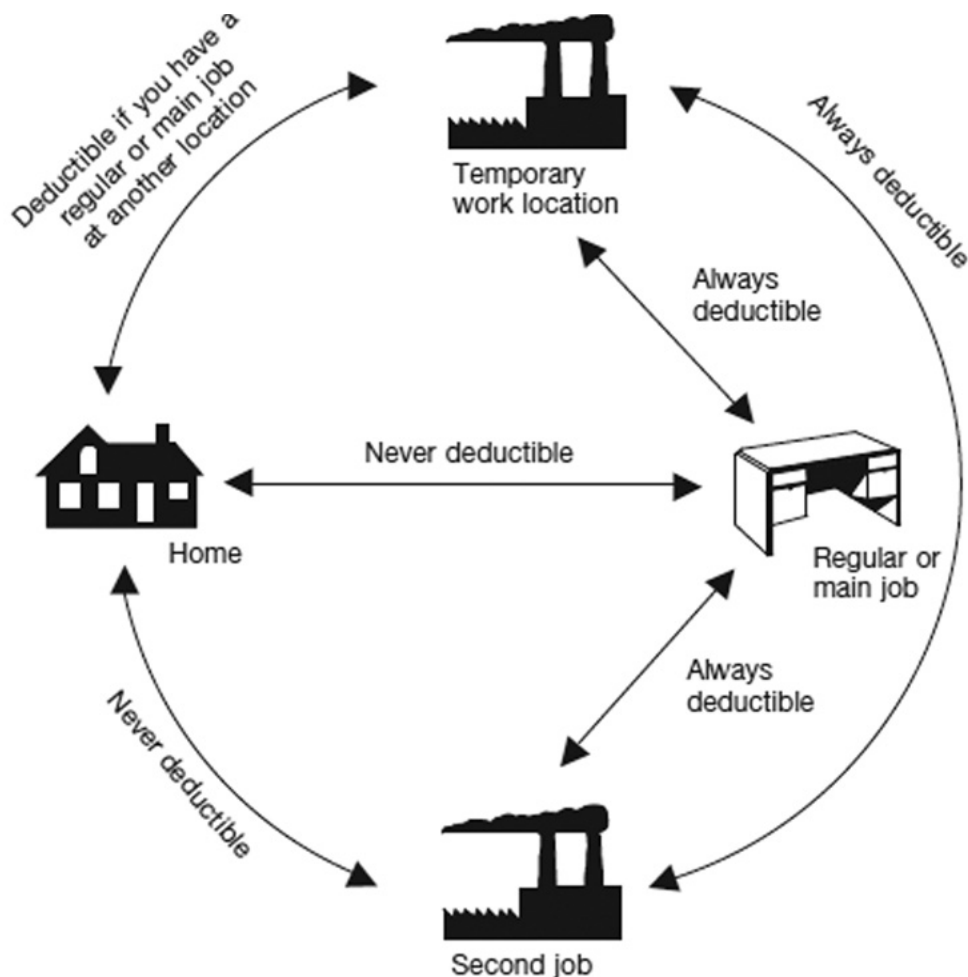 Deductible if you have a
regular or main job
at another location
Temporary
work location
Always deductible
Always
deductible
Never deductible
Home
Regular or
main job
Always
deductible
Never deductible
Second job